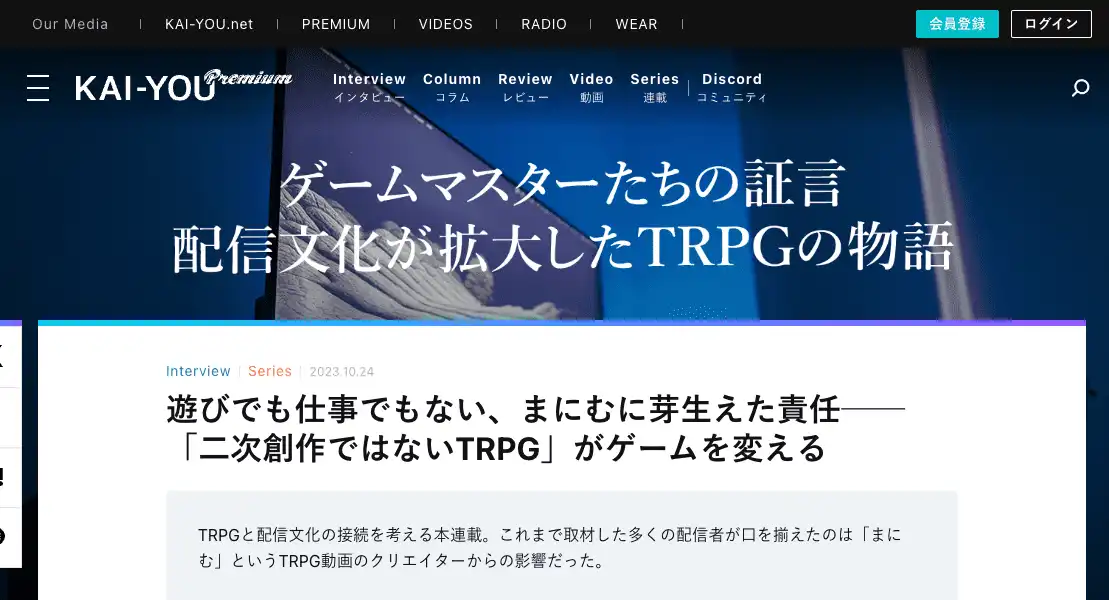 Our Media
KAI-YOU.net
PREMIUM
VIDEOS
RADIO
WEAR
会員登録
ログイン
KAI-YOU Premium
Interview
インタビュー
Column
コラム
Review
レビュー
Video
動画
Series
連載
Discord
コミュニティ
ゲームマスターたちの証言
配信文化が拡大したTRPGの物語
Interview
Series
2023.10.24
遊びでも仕事でもない、まにむに芽生えた責任──
「二次創作ではないTRPG」がゲームを変える
TRPGと配信文化の接続を考える本連載。これまで取材した多くの配信者が口を揃えたのは「まに
む」というTRPG動画のクリエイターからの影響だった。